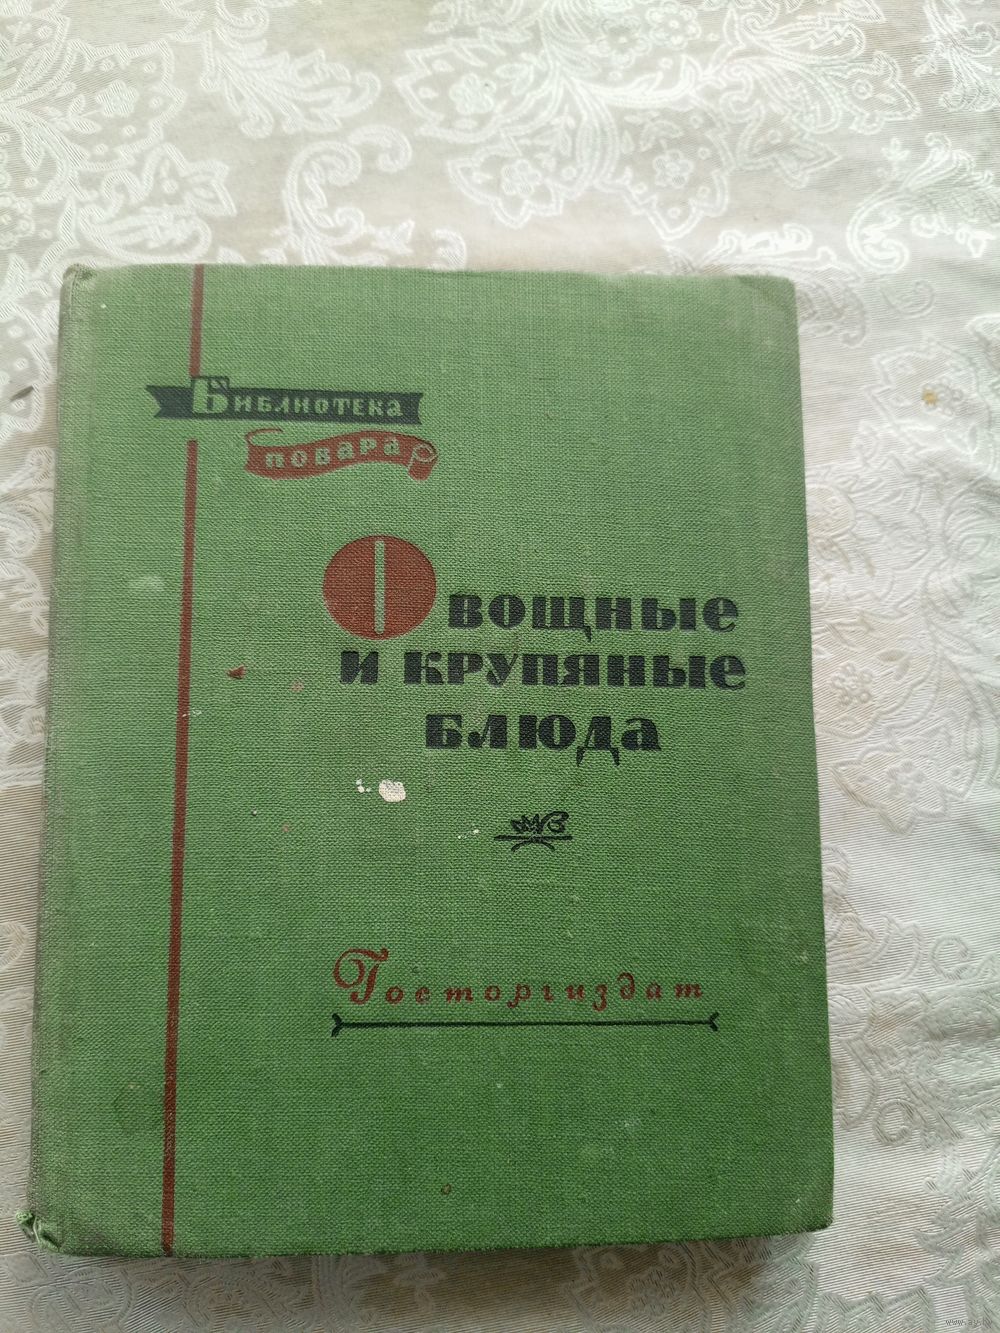 Библиотека
повара
Овощные
и крупяные
блюда
Госторгиздат